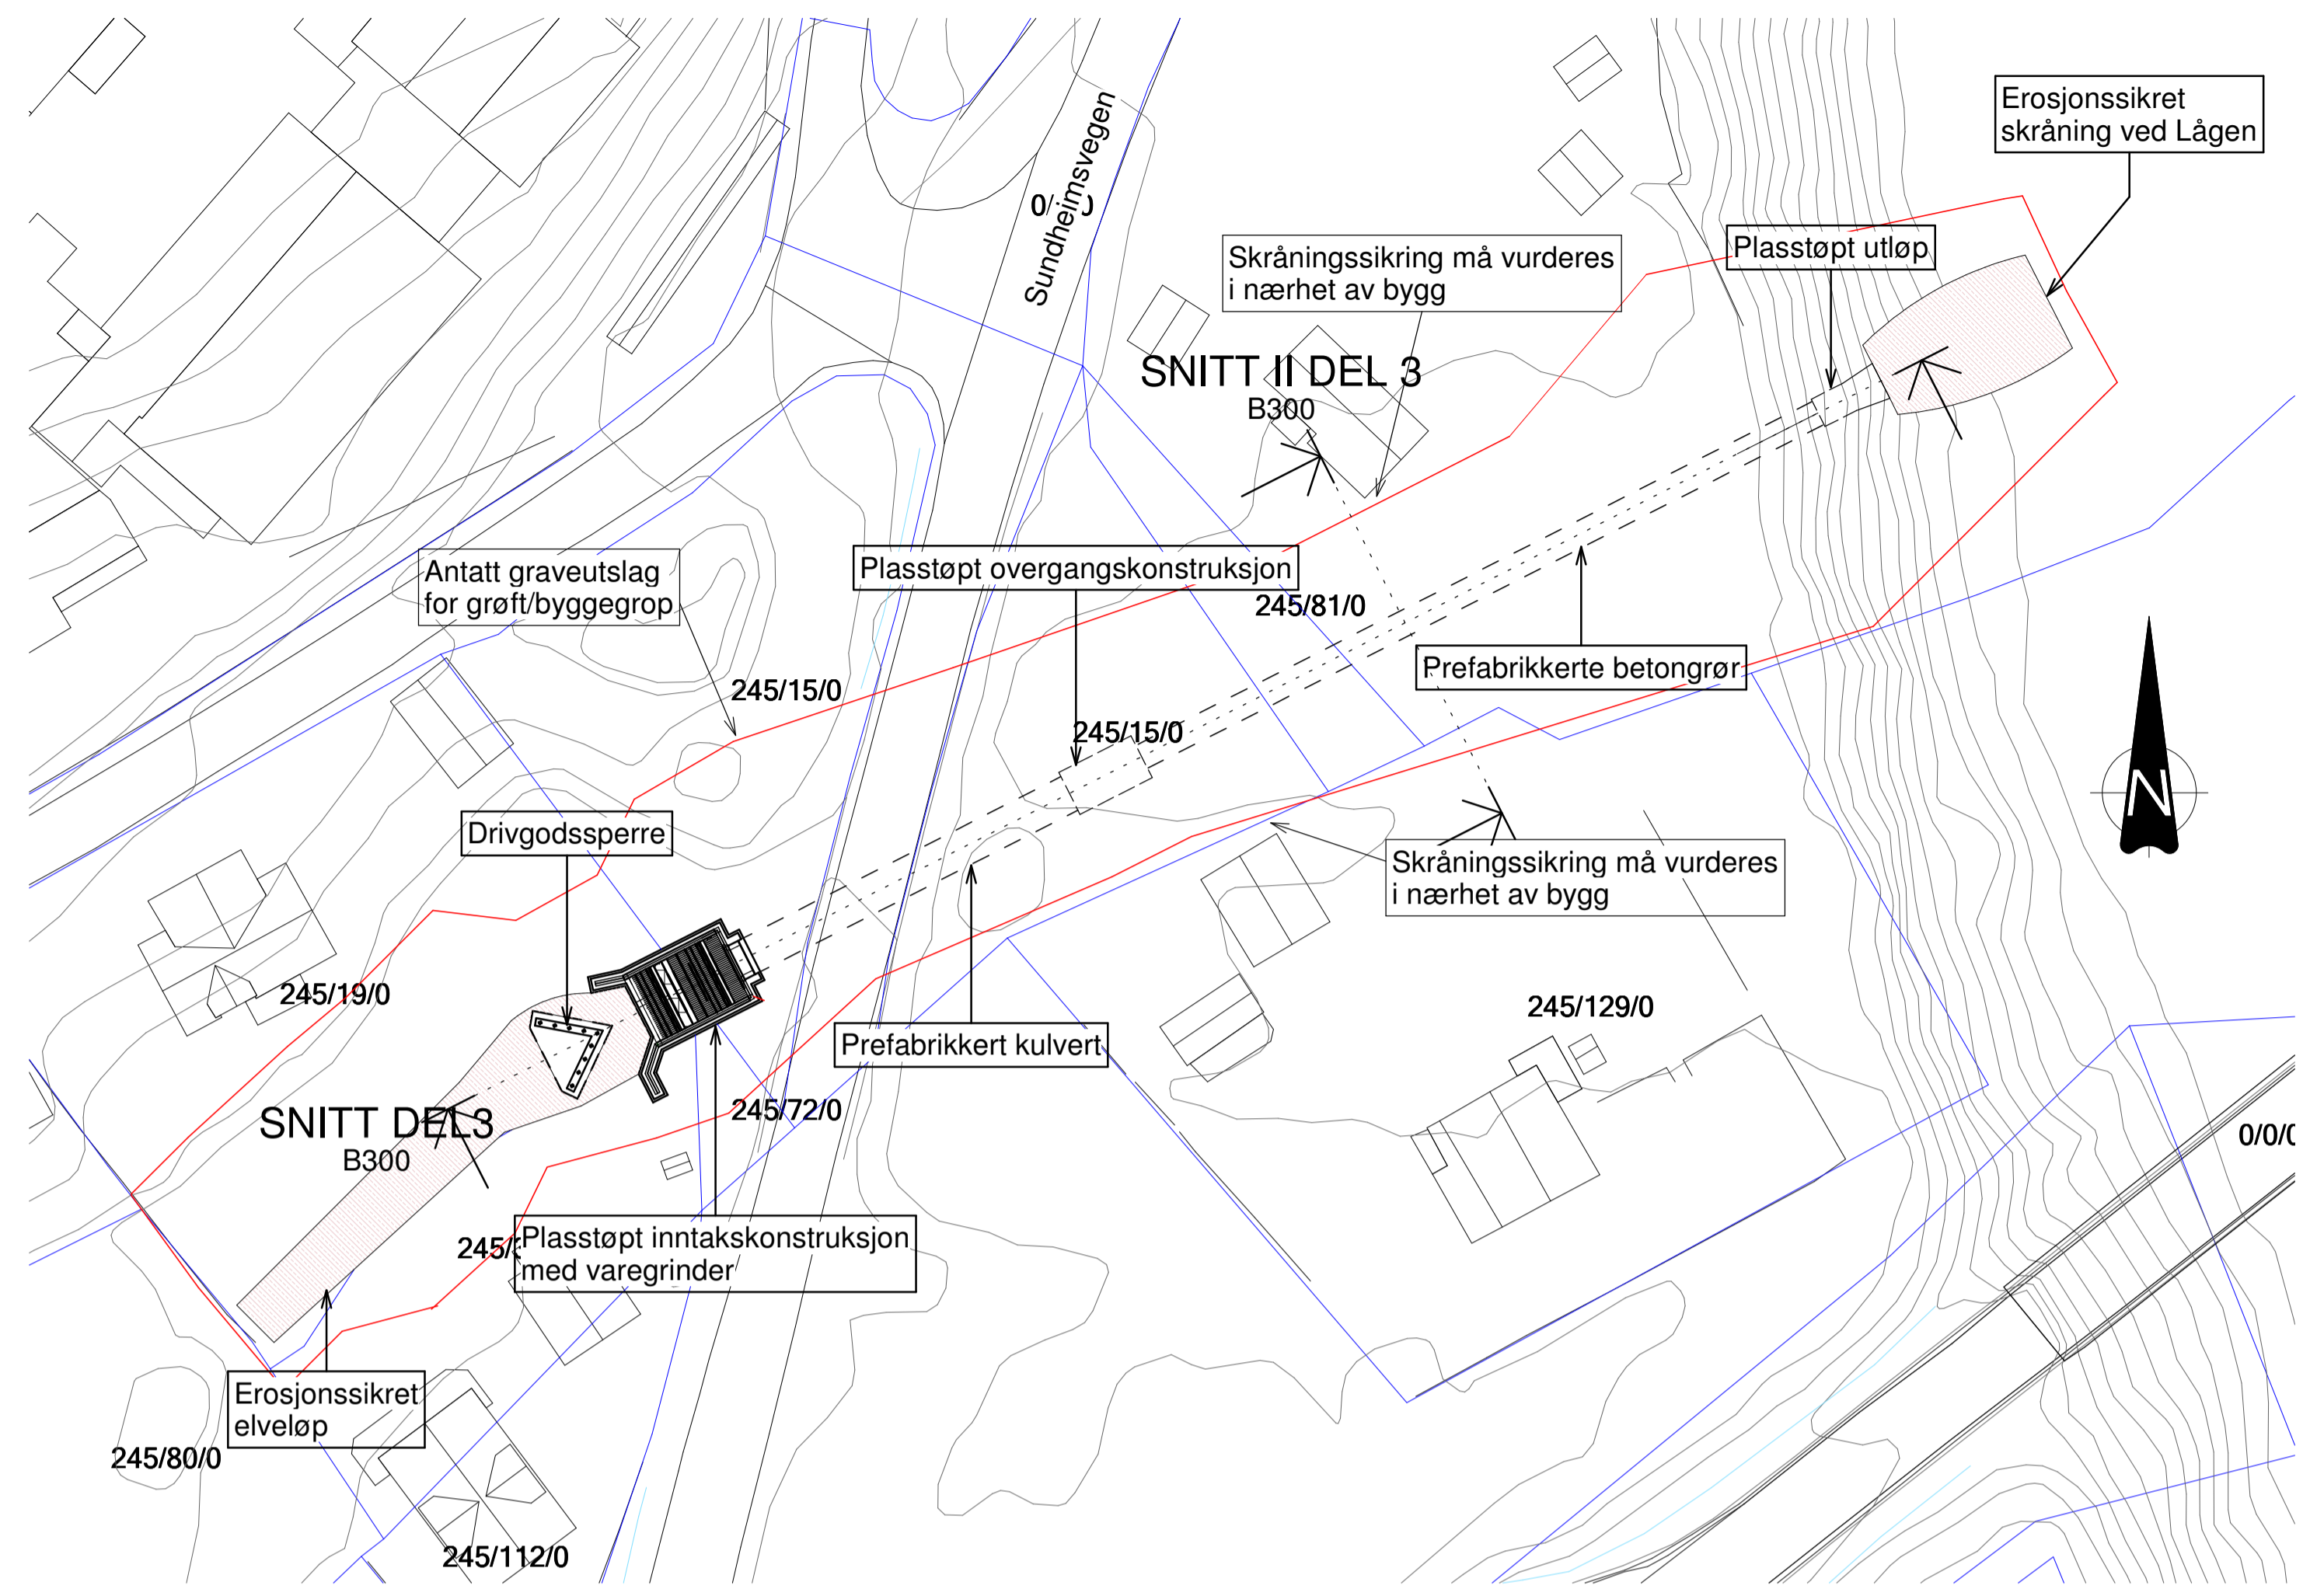 Erosjonssikret
skråning ved Lågen
Sundheimsvegen
Plasstøpt utløp
Skråningssikring må vurderes
i nærhet av bygg
SNITT II DEL 3
B300
Antatt graveutslag
for grøft/byggegrop
Plasstøpt overgangskonstruksjon
245/81/0
Prefabrikkerte betongrør
245/15/0
245/15/0
Drivgodssperre
N
Skråningssikring må vurderes
i nærhet av bygg
245/19/0
245/129/0
Prefabrikkert kulvert
SNITT DEL3
B300
245/72/0
0/0/0
Plasstøpt inntakskonstruksjon
med varegrinder
Erosjonssikret
elveløp
245/80/0
245/112/0